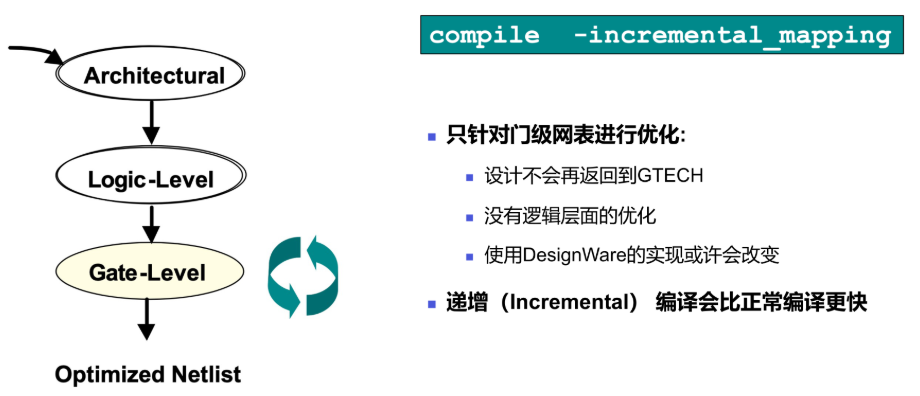 compile -incremental_mapping
Architectural
Logic-Level
Gate-Level
Optimized Netlist
只针对门级网表进行优化:
设计不会再返回到GTECH
没有逻辑层面的优化
使用DesignWare的实现或许会改变
递增（Incremental） 编译会比正常编译更快